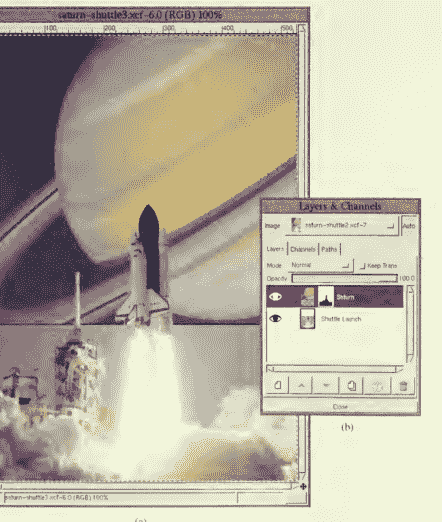 saturn-shuttle3.xcf-6.0 (RGB) 100%
100 200 300 400 500
Layers & Channels
Image saturn-shuttle2.xcf-7 Auto
Layers Channels Paths
Mode: Normal Keep Trans
Opacity: 100.0
Saturn
Shuttle Launch
Close
(b)
saturn-shuttle3.xcf-6.0 (RGB) 100%